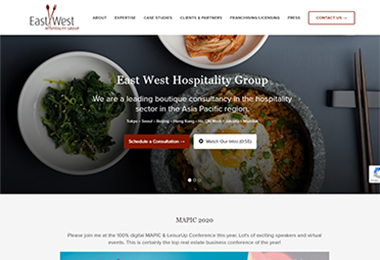 East West
Hospitality Group
ABOUT EXPERTISE CASE STUDIES CLIENTS & PARTNERS FRANCHISING/LICENSING PRESS CONTACT US →
East West Hospitality Group
We are a leading boutique consultancy in the hospitality
sector in the Asia Pacific region.
Tokyo - Seoul - Beijing - Hong Kong - Ho Chi Minh - Jakarta - Mumbai
Schedule a Consultation → Watch Our Intro (0:55)
MAPIC 2020
Please join me at the 100% digital MAPIC & LeisurUp Conference this year. Lot's of exciting speakers and virtual
events. This is certainly the top real estate business conference of the year!